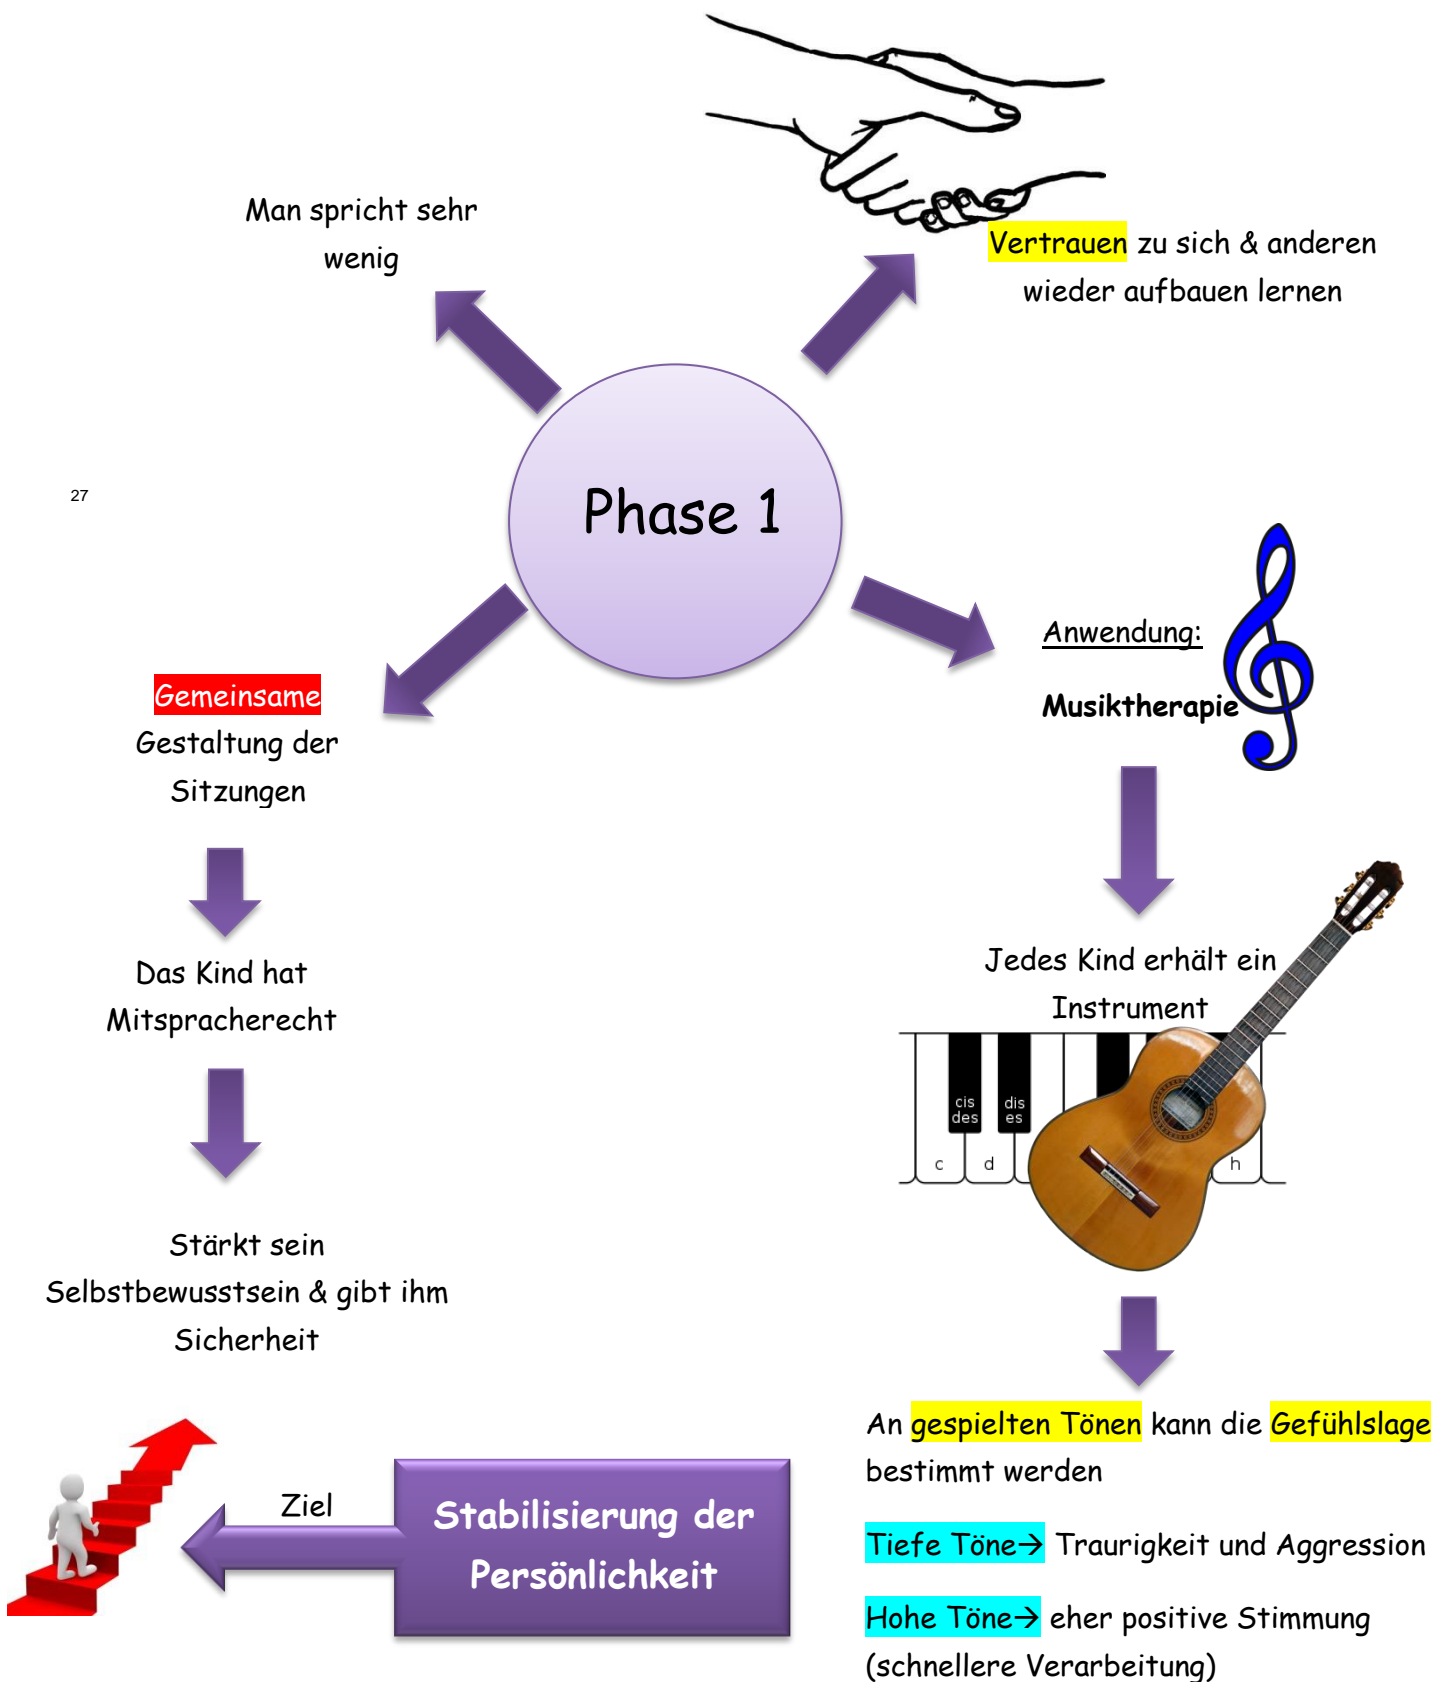 Man spricht sehr
wenig
Vertrauen zu sich & anderen
wieder aufbauen lernen
27
Phase 1
Anwendung:
Musiktherapie
Gemeinsame
Gestaltung der
Sitzungen
Das Kind hat
Mitspracherecht
Jedes Kind erhält ein
Instrument
cis
des
dis
es
c
d
h
Stärkt sein
Selbstbewusstsein & gibt ihm
Sicherheit
An gespielten Tönen kann die Gefühlslage
bestimmt werden
Ziel
Stabilisierung der
Persönlichkeit
Tiefe Töne→ Traurigkeit und Aggression
Hohe Töne→ eher positive Stimmung
(schnellere Verarbeitung)